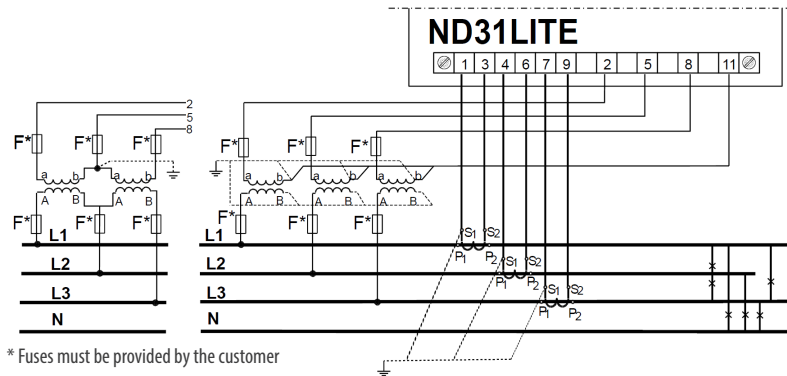 ND31LITE
1 3 4 6 7 9 2 5 8 11
2
5
8
F* F* F* F* F* F*
a b a b a b a b a b
A B A B A B A B A B
F* F* F* F* F* F*
L1 L1 S1 S2
P1 P2 S1 S2
L2 L2
P1 P2 S1 S2
L3 L3
P1 P2
N N
* Fuses must be provided by the customer